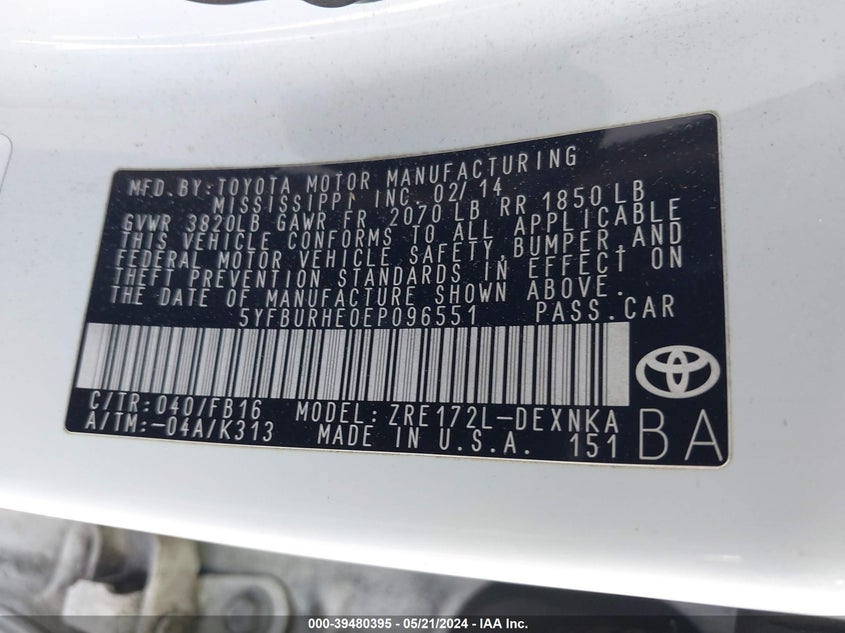 MFD. BY: TOYOTA MOTOR MANUFACTURING
MISSISSIPPI INC. 02/14
GVWR 3820LB GAWR FR 2070 LB RR 1850 LB
THIS VEHICLE CONFORMS TO ALL APPLICABLE
FEDERAL MOTOR VEHICLE SAFETY, BUMPER, AND
THEFT PREVENTION STANDARDS IN EFFECT ON
THE DATE OF MANUFACTURE SHOWN ABOVE.
5YFBURHE0EP096551 PASS. CAR
C/TR: 040/FB16 MODEL: ZRE172L-DEXNKA
A/TM: -04A/K313 MADE IN U.S.A. 151 BA
000-39480395 - 05/21/2024 - IAA, Inc.